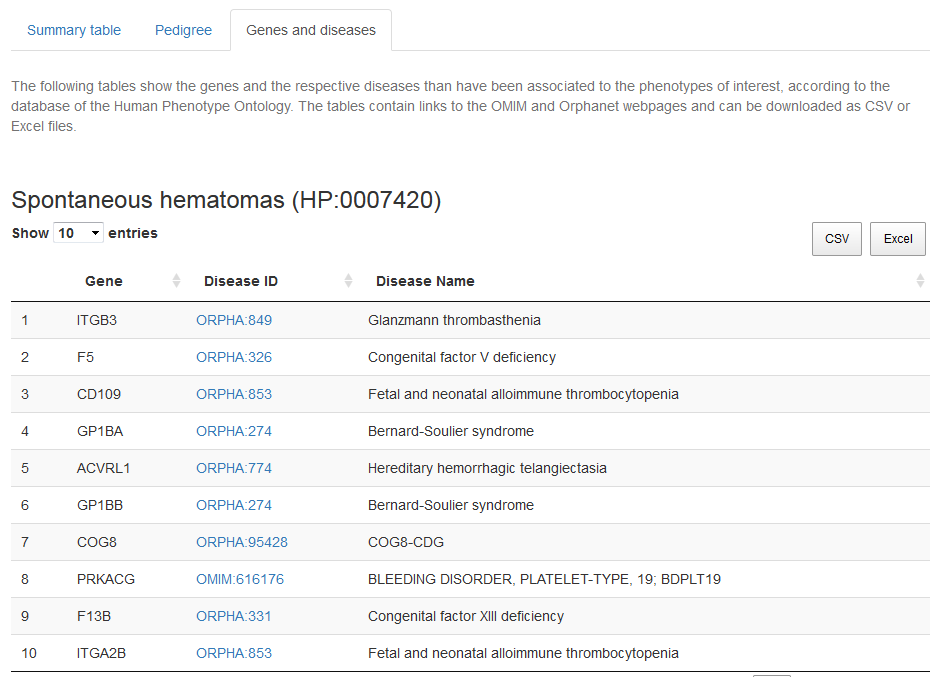 Summary table Pedigree Genes and diseases
The following tables show the genes and the respective diseases than have been associated to the phenotypes of interest, according to the
database of the Human Phenotype Ontology. The tables contain links to the OMIM and Orphanet webpages and can be downloaded as CSV or
Excel files.
Spontaneous hematomas (HP:0007420)
Show 10 entries CSV Excel
Gene Disease ID Disease Name
1 ITGB3 ORPHA:849 Glanzmann thrombasthenia
2 F5 ORPHA:326 Congenital factor V deficiency
3 CD109 ORPHA:853 Fetal and neonatal alloimmune thrombocytopenia
4 GP1BA ORPHA:274 Bernard-Soulier syndrome
5 ACVRL1 ORPHA:774 Hereditary hemorrhagic telangiectasia
6 GP1BB ORPHA:274 Bernard-Soulier syndrome
7 COG8 ORPHA:95428 COG8-CDG
8 PRKACG OMIM:616176 BLEEDING DISORDER, PLATELET-TYPE, 19; BDPLT19
9 F13B ORPHA:331 Congenital factor XIII deficiency
10 ITGA2B ORPHA:853 Fetal and neonatal alloimmune thrombocytopenia